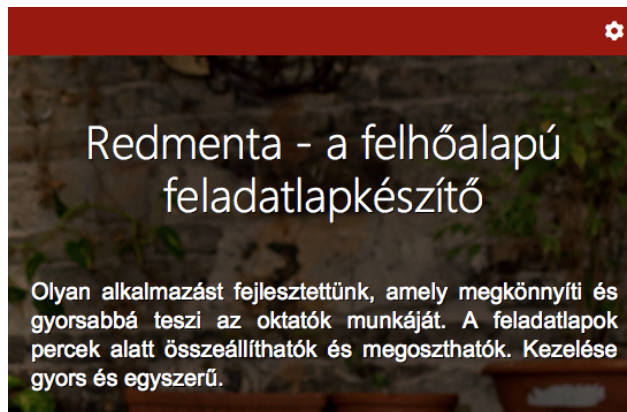 Redmenta - a felhőalapú
feladatlapkészítő
Olyan alkalmazást fejlesztettünk, amely megkönnyíti és
gyorsabbá teszi az oktatók munkáját. A feladatlapok
percek alatt összeállíthatók és megoszthatók. Kezelése
gyors és egyszerű.